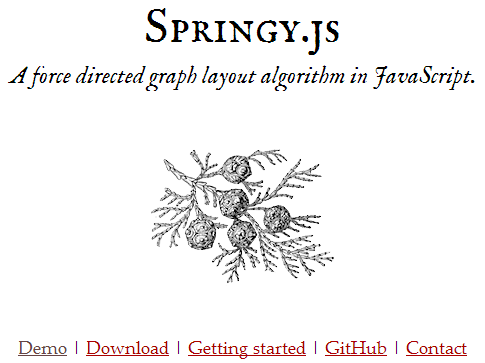 Springy.js
A force directed graph layout algorithm in JavaScript.
Demo | Download | Getting started | GitHub | Contact